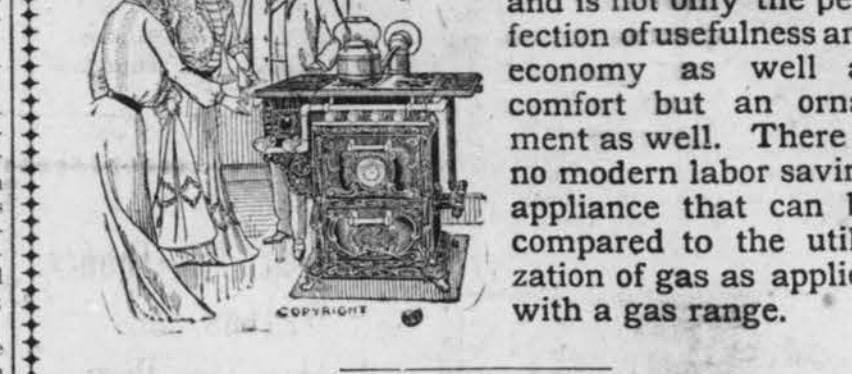 and is not only the pe
fection of usefulness an
economy as well a
comfort but an orna
ment as well. There
no modern labor savin
appliance that can b
compared to the util
zation of gas as applie
with a gas range.
COPYRIGHT